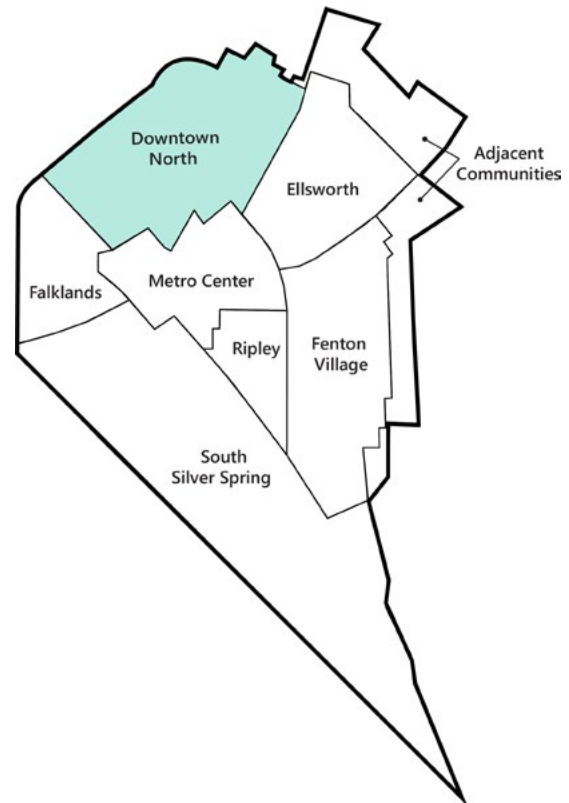 Downtown
North
Adjacent
Communities
Ellsworth
Metro Center
Falklands
Ripley
Fenton
Village
South
Silver Spring